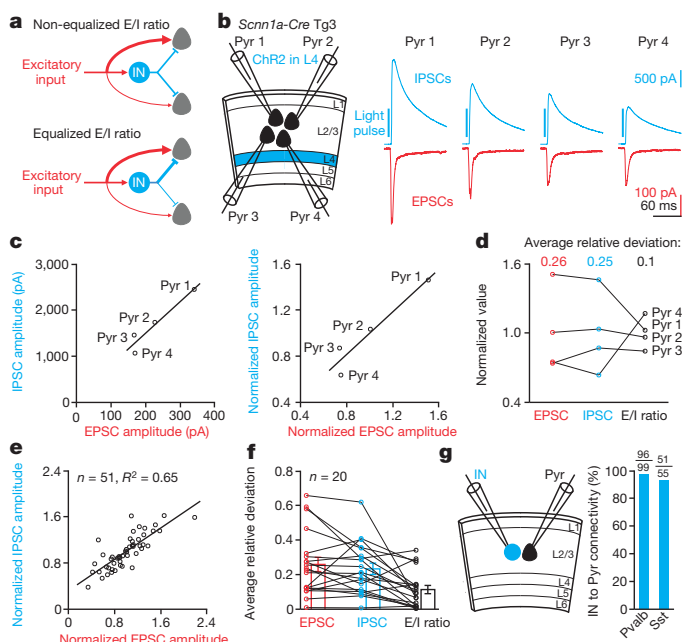 a
Non-equalized E/I ratio
Excitatory
input
IN
Equalized E/I ratio
Excitatory
input
IN
b
Scnn1a-Cre Tg3
Pyr 1
Pyr 2
ChR2 in L4
L1
L2/3
L4
L5
L6
Pyr 3
Pyr 4
Pyr 1
Pyr 2
Pyr 3
Pyr 4
IPSCs
500 pA
Light
pulse
EPSCs
100 pA
60 ms
c
IPSC amplitude (pA)
3,000
2,000
1,000
0
0
100
200
300
400
EPSC amplitude (pA)
Pyr 1
Pyr 2
Pyr 3
Pyr 4
Normalized IPSC amplitude
1.6
1.2
0.8
0.4
0.4
0.8
1.2
1.6
Normalized EPSC amplitude
Pyr 1
Pyr 2
Pyr 3
Pyr 4
d
Average relative deviation:
0.26
0.25
0.1
Normalized value
1.6
1.0
0.4
Pyr 4
Pyr 1
Pyr 2
Pyr 3
EPSC
IPSC
E/I ratio
e
Normalized IPSC amplitude
n = 51, R² = 0.65
2.4
1.4
0.4
0
0
0.8
1.6
2.4
Normalized EPSC amplitude
f
Average relative deviation
n = 20
0.8
0.6
0.4
0.2
0
EPSC
IPSC
E/I ratio
g
IN
Pyr
L1
L2/3
L4
L5
L6
IN to Pyr connectivity (%)
100
80
60
40
20
0
96
99
51
55
Pvalb
Sst